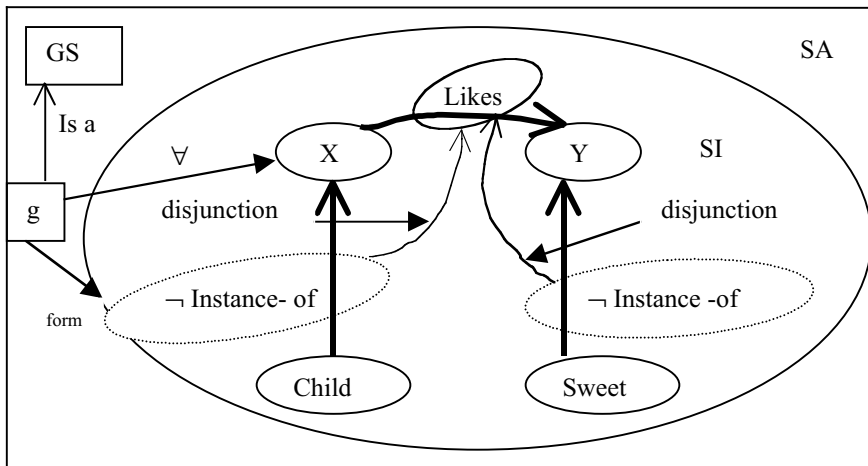 GS
SA
Likes
Is a
∀
X
Y
SI
g
disjunction
disjunction
¬ Instance- of
¬ Instance -of
form
Child
Sweet